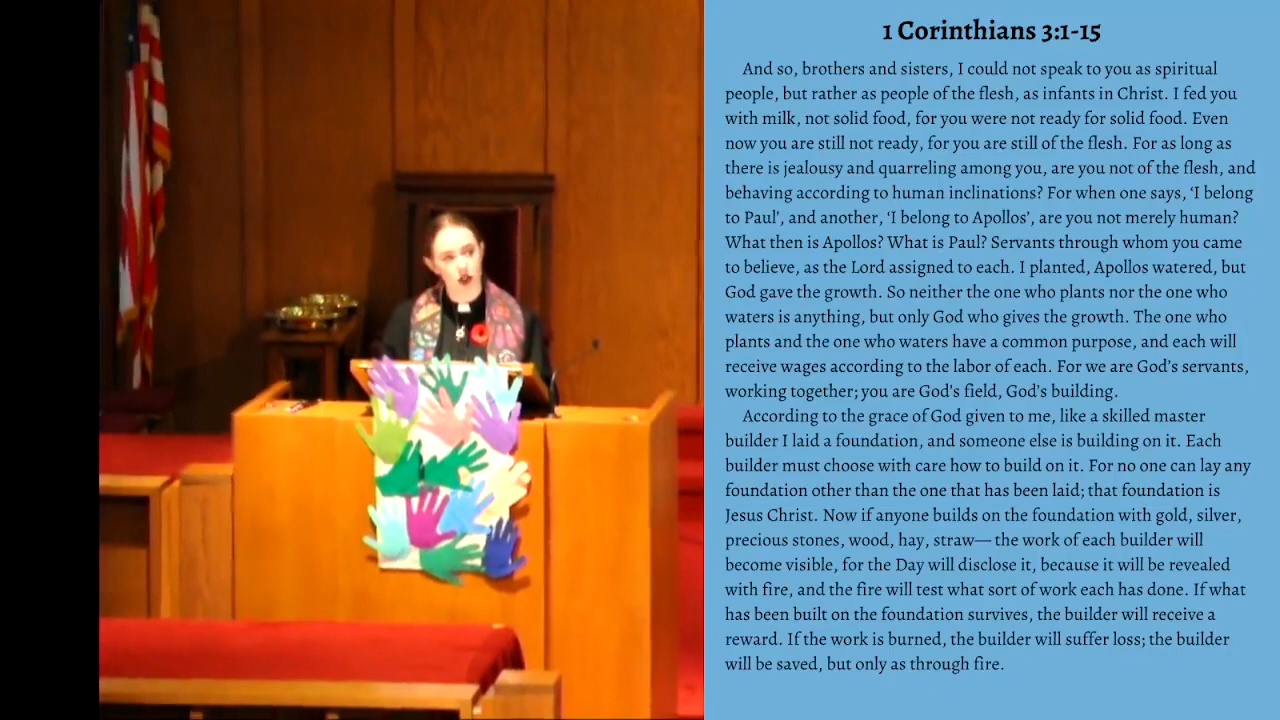 1 Corinthians 3:1-15
And so, brothers and sisters, I could not speak to you as spiritual
people, but rather as people of the flesh, as infants in Christ. I fed you
with milk, not solid food, for you were not ready for solid food. Even
now you are still not ready, for you are still of the flesh. For as long as
there is jealousy and quarreling among you, are you not of the flesh, and
behaving according to human inclinations? For when one says, ‘I belong
to Paul’, and another, ‘I belong to Apollos’, are you not merely human?
What then is Apollos? What is Paul? Servants through whom you came
to believe, as the Lord assigned to each. I planted, Apollos watered, but
God gave the growth. So neither the one who plants nor the one who
waters is anything, but only God who gives the growth. The one who
plants and the one who waters have a common purpose, and each will
receive wages according to the labor of each. For we are God’s servants,
working together; you are God’s field, God’s building.
According to the grace of God given to me, like a skilled master
builder I laid a foundation, and someone else is building on it. Each
builder must choose with care how to build on it. For no one can lay any
foundation other than the one that has been laid; that foundation is
Jesus Christ. Now if anyone builds on the foundation with gold, silver,
precious stones, wood, hay, straw— the work of each builder will
become visible, for the Day will disclose it, because it will be revealed
with fire, and the fire will test what sort of work each has done. If what
has been built on the foundation survives, the builder will receive a
reward. If the work is burned, the builder will suffer loss; the builder
will be saved, but only as through fire.